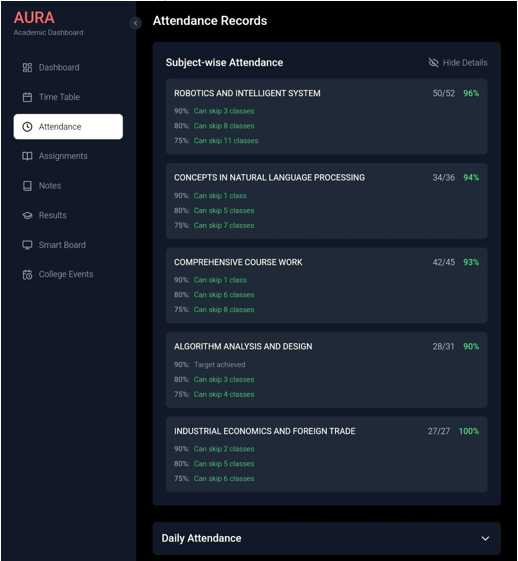 AURA
Academic Dashboard
Dashboard
Time Table
Attendance
Assignments
Notes
Results
Smart Board
College Events
Attendance Records
Subject-wise Attendance Hide Details
ROBOTICS AND INTELLIGENT SYSTEM 50/52 96%
90%: Can skip 3 classes
80%: Can skip 8 classes
75%: Can skip 11 classes
CONCEPTS IN NATURAL LANGUAGE PROCESSING 34/36 94%
90%: Can skip 1 class
80%: Can skip 5 classes
75%: Can skip 7 classes
COMPREHENSIVE COURSE WORK 42/45 93%
90%: Can skip 1 class
80%: Can skip 6 classes
75%: Can skip 8 classes
ALGORITHM ANALYSIS AND DESIGN 28/31 90%
90%: Target achieved
80%: Can skip 3 classes
75%: Can skip 4 classes
INDUSTRIAL ECONOMICS AND FOREIGN TRADE 27/27 100%
90%: Can skip 2 classes
80%: Can skip 5 classes
75%: Can skip 6 classes
Daily Attendance